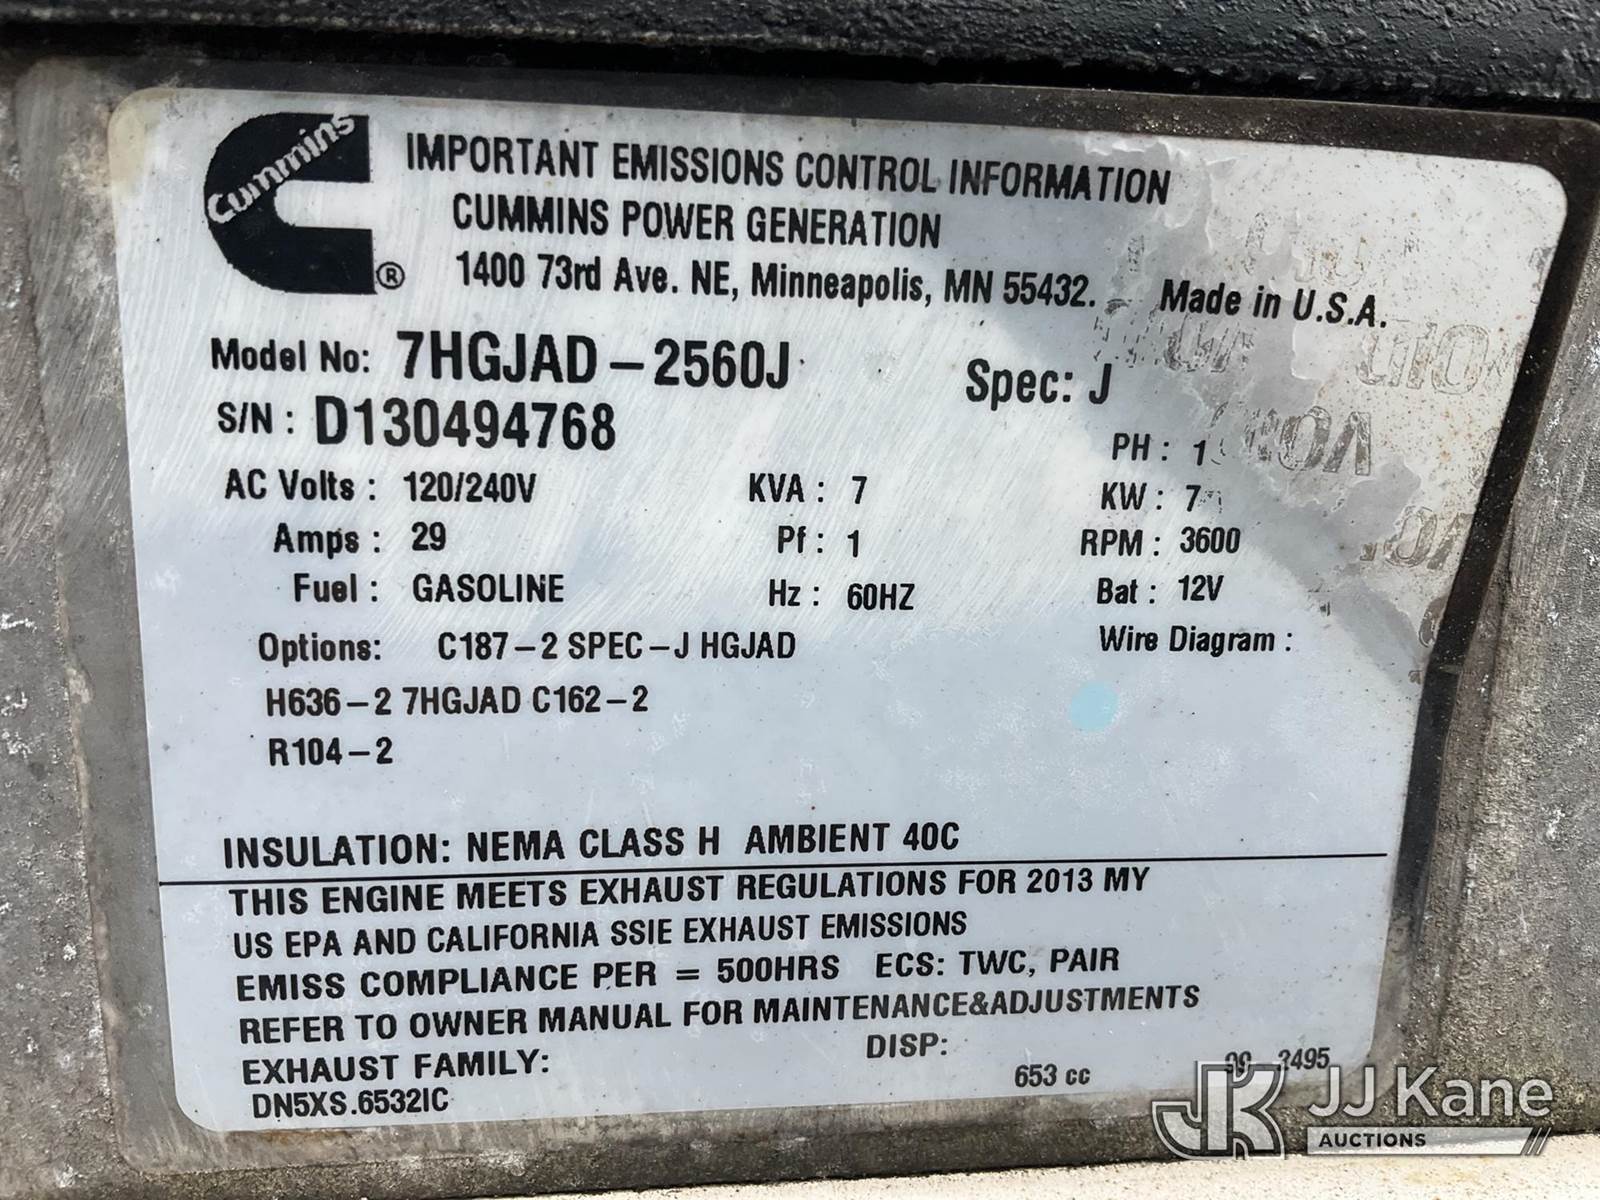 Cummins ®
IMPORTANT EMISSIONS CONTROL INFORMATION
CUMMINS POWER GENERATION
1400 73rd Ave. NE, Minneapolis, MN 55432. Made in U.S.A.
Model No: 7HGJAD-2560J Spec: J
S/N : D130494768 PH : 1
AC Volts : 120/240V KVA : 7 KW : 7
Amps : 29 Pf : 1 RPM : 3600
Fuel : GASOLINE Hz : 60HZ Bat : 12V
Options: C187-2 SPEC-J HGJAD Wire Diagram :
H636-2 7HGJAD C162-2
R104-2
INSULATION: NEMA CLASS H AMBIENT 40C
THIS ENGINE MEETS EXHAUST REGULATIONS FOR 2013 MY
US EPA AND CALIFORNIA SSIE EXHAUST EMISSIONS
EMISS COMPLIANCE PER = 500HRS ECS: TWC, PAIR
REFER TO OWNER MANUAL FOR MAINTENANCE&ADJUSTMENTS
EXHAUST FAMILY: DISP:
DN5XS.6532IC 653 cc
JK JJ Kane
AUCTIONS